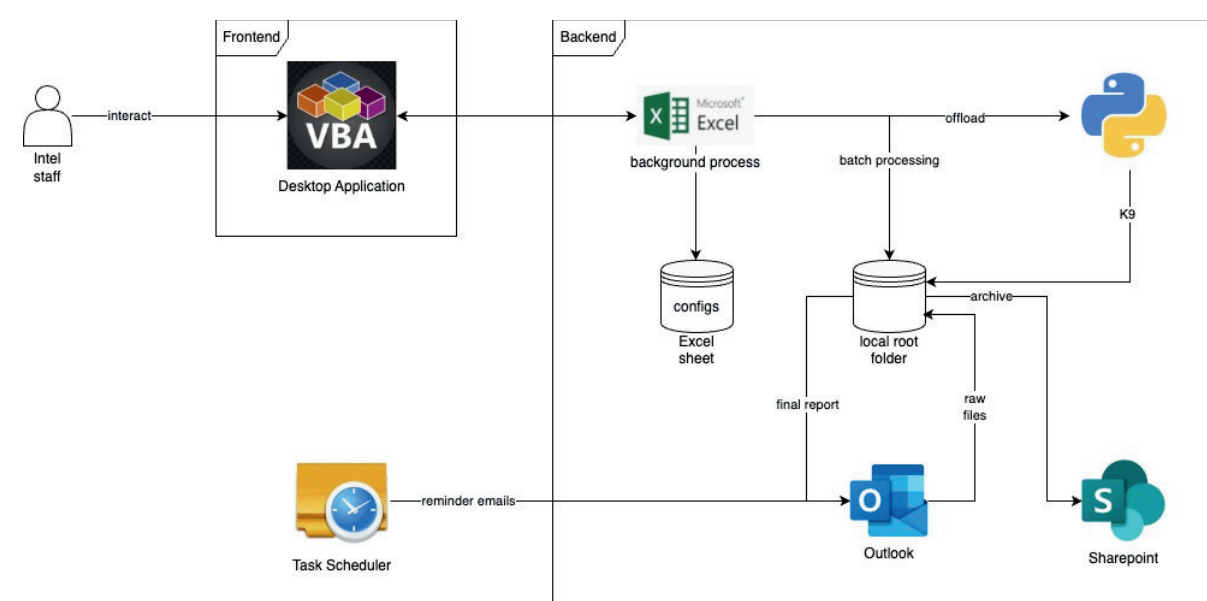 Frontend
Backend
VBA
Microsoft
Excel
interact
offload
Intel
staff
Desktop Application
background process
batch processing
K9
configs
archive
Excel
sheet
local root
folder
final report
raw
files
reminder emails
Task Scheduler
Outlook
Sharepoint
X
O
S